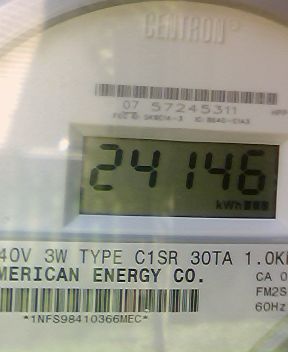 CENTRON®
07 57245311
24146
kWh
40V 3W TYPE C1SR 30TA 1.0K
MERICAN ENERGY CO.
CA 0
FM2S
60Hz
*1NFS98410366MEC*